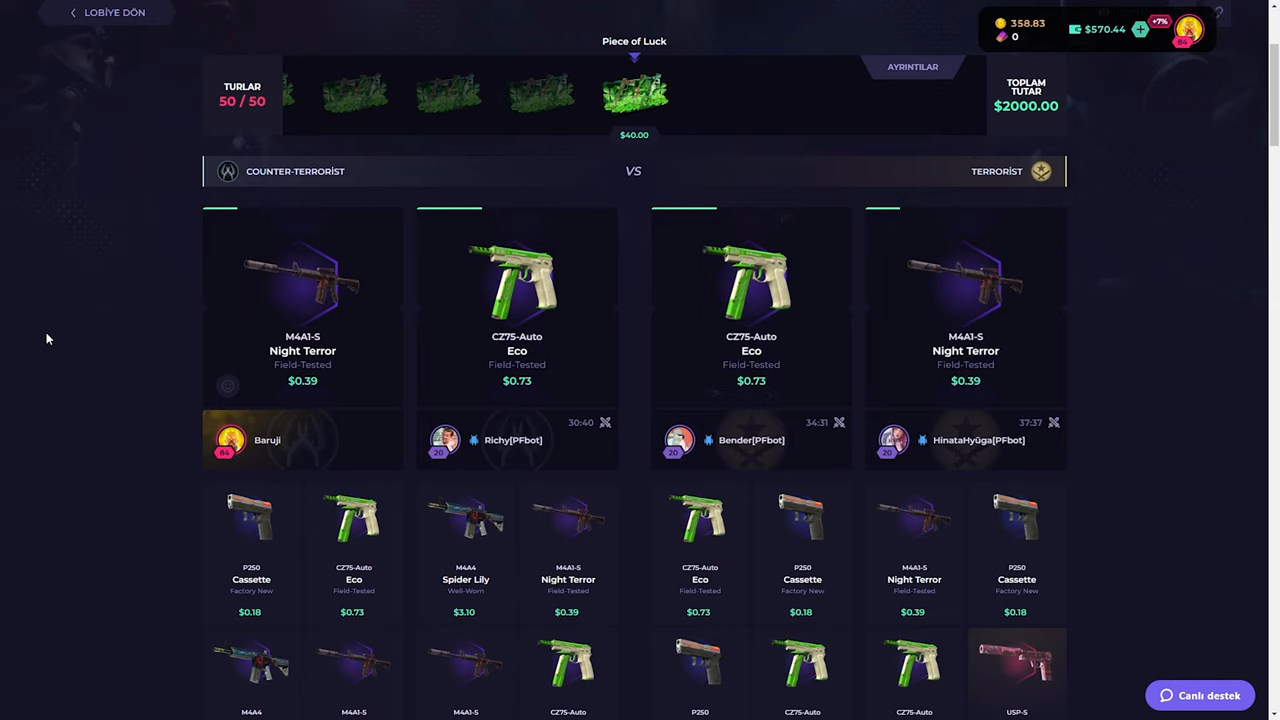 LOBİYE DÖN
358.83
0
$570.44
+7%
84
?
Piece of Luck
TURLAR
50 / 50
AYRINTILAR
TOPLAM
TUTAR
$2000.00
$40.00
COUNTER-TERRORİST
VS
TERRORİST
M4A1-S
Night Terror
Field-Tested
$0.39
CZ75-Auto
Eco
Field-Tested
$0.73
CZ75-Auto
Eco
Field-Tested
$0.73
M4A1-S
Night Terror
Field-Tested
$0.39
84
Baruji
30:40
20
Richy[PFbot]
34:31
20
Bender[PFbot]
37:37
20
HinataHyūga[PFbot]
P250
Cassette
Factory New
$0.18
CZ75-Auto
Eco
Field-Tested
$0.73
M4A4
Spider Lily
Well-Worn
$3.10
M4A1-S
Night Terror
Field-Tested
$0.39
CZ75-Auto
Eco
Field-Tested
$0.73
P250
Cassette
Factory New
$0.18
M4A1-S
Night Terror
Field-Tested
$0.39
P250
Cassette
Factory New
$0.18
M4A4
M4A1-S
M4A1-S
CZ75-Auto
P250
CZ75-Auto
CZ75-Auto
USP-S
Canlı destek